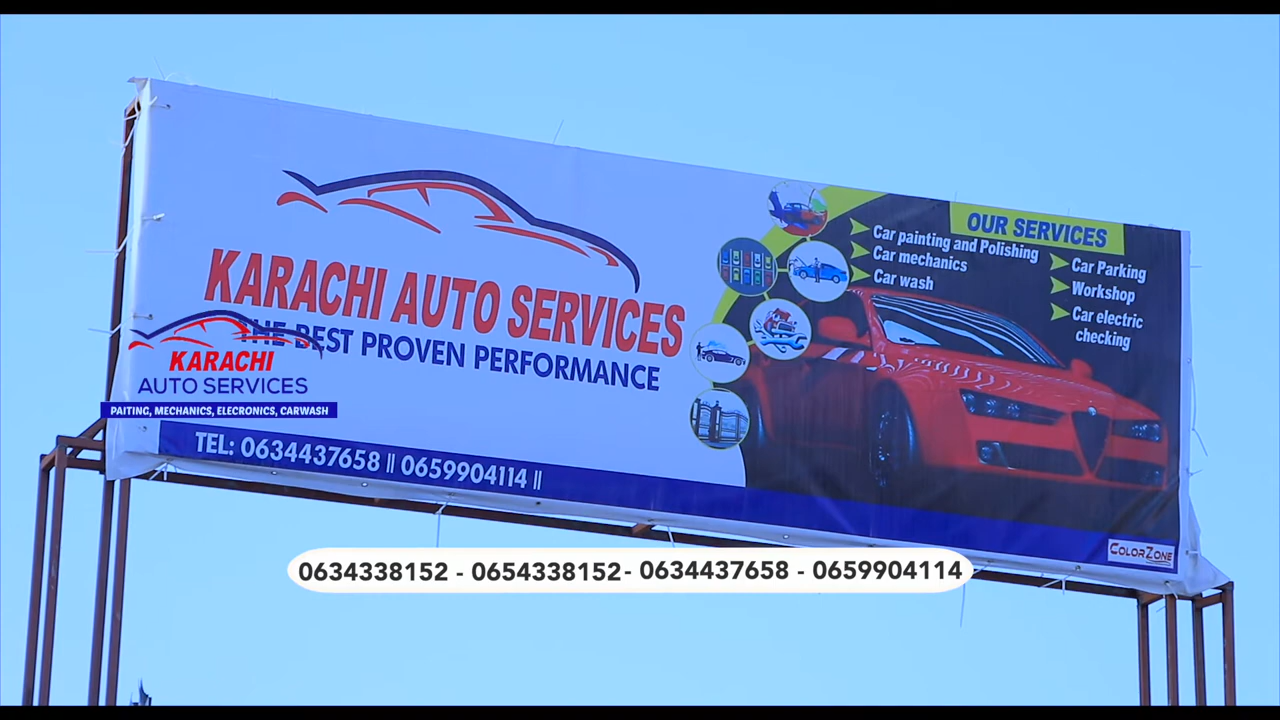 KARACHI AUTO SERVICES
THE BEST PROVEN PERFORMANCE
TEL: 0634437658 || 0659904114 ||
OUR SERVICES
Car painting and Polishing
Car mechanics
Car wash
Car Parking
Workshop
Car electric
checking
COLORZONE
KARACHI
AUTO SERVICES
PAITING, MECHANICS, ELECRONICS, CARWASH
0634338152 - 0654338152- 0634437658 - 0659904114